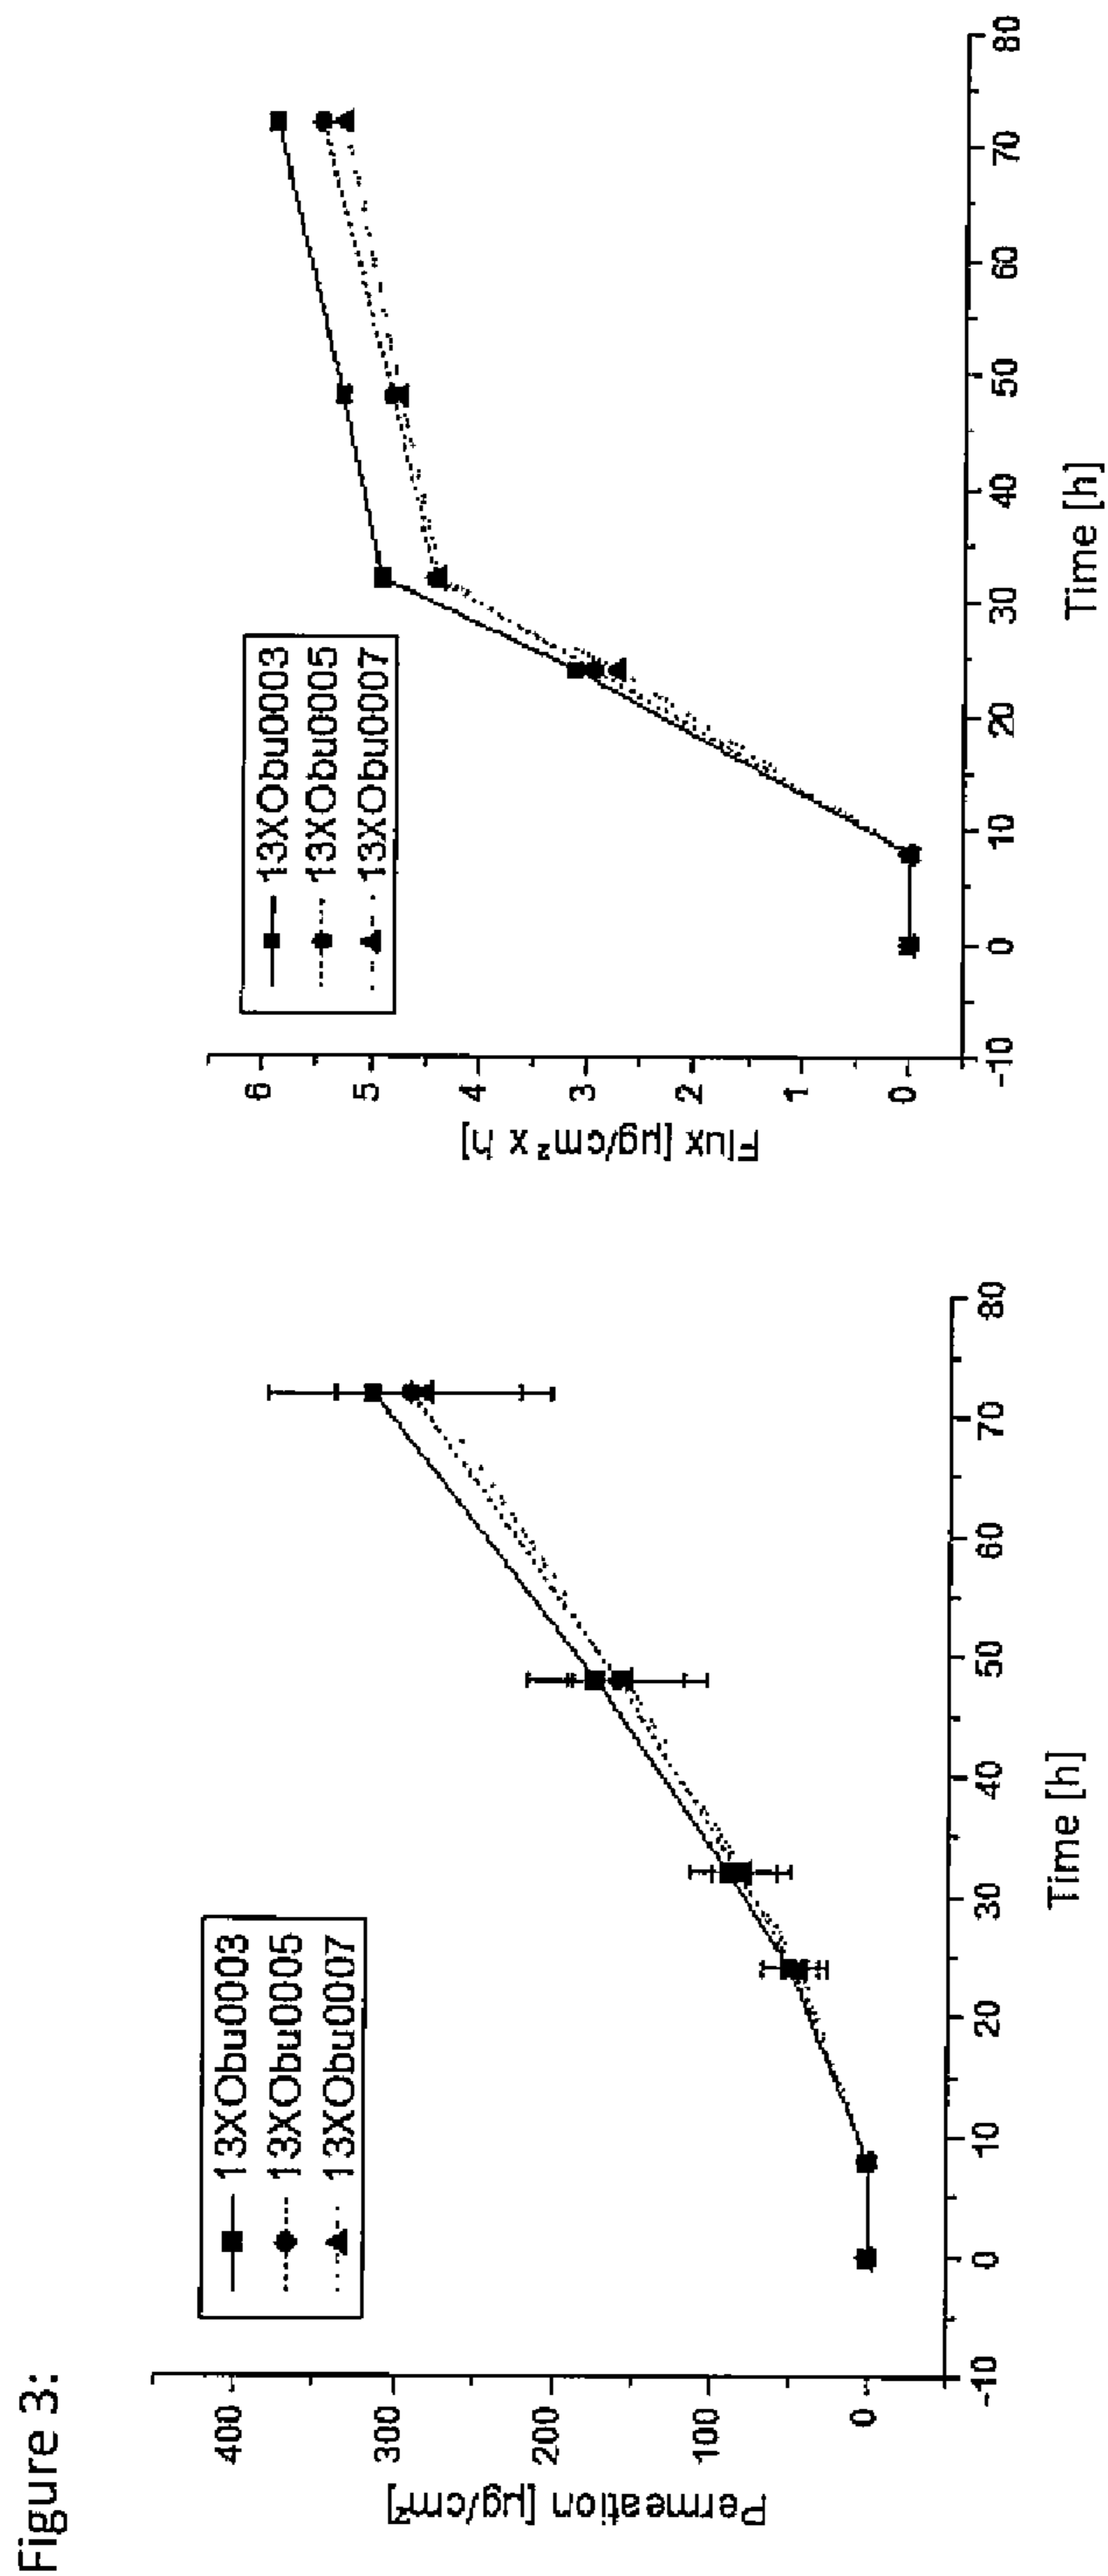 Figure 3:
Permeation [µg/cm²]
400
300
200
100
0
13XObu0003
13XObu0005
13XObu0007
-10 0 10 20 30 40 50 60 70 80
Time [h]
Flux [µg/cm² x h]
6
5
4
3
2
1
0
13XObu0003
13XObu0005
13XObu0007
-10 0 10 20 30 40 50 60 70 80
Time [h]